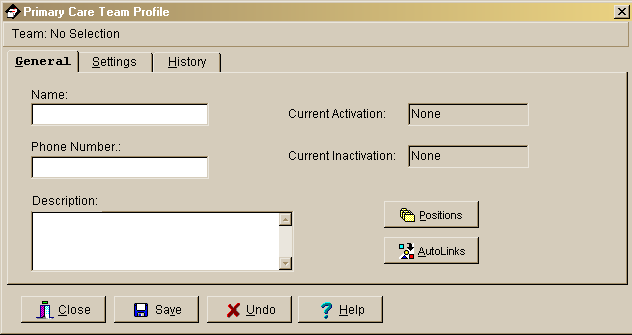 Primary Care Team Profile
Team: No Selection
General Settings History
Name:
Current Activation: None
Phone Number.:
Current Inactivation: None
Description:
Positions
AutoLinks
Close Save Undo Help